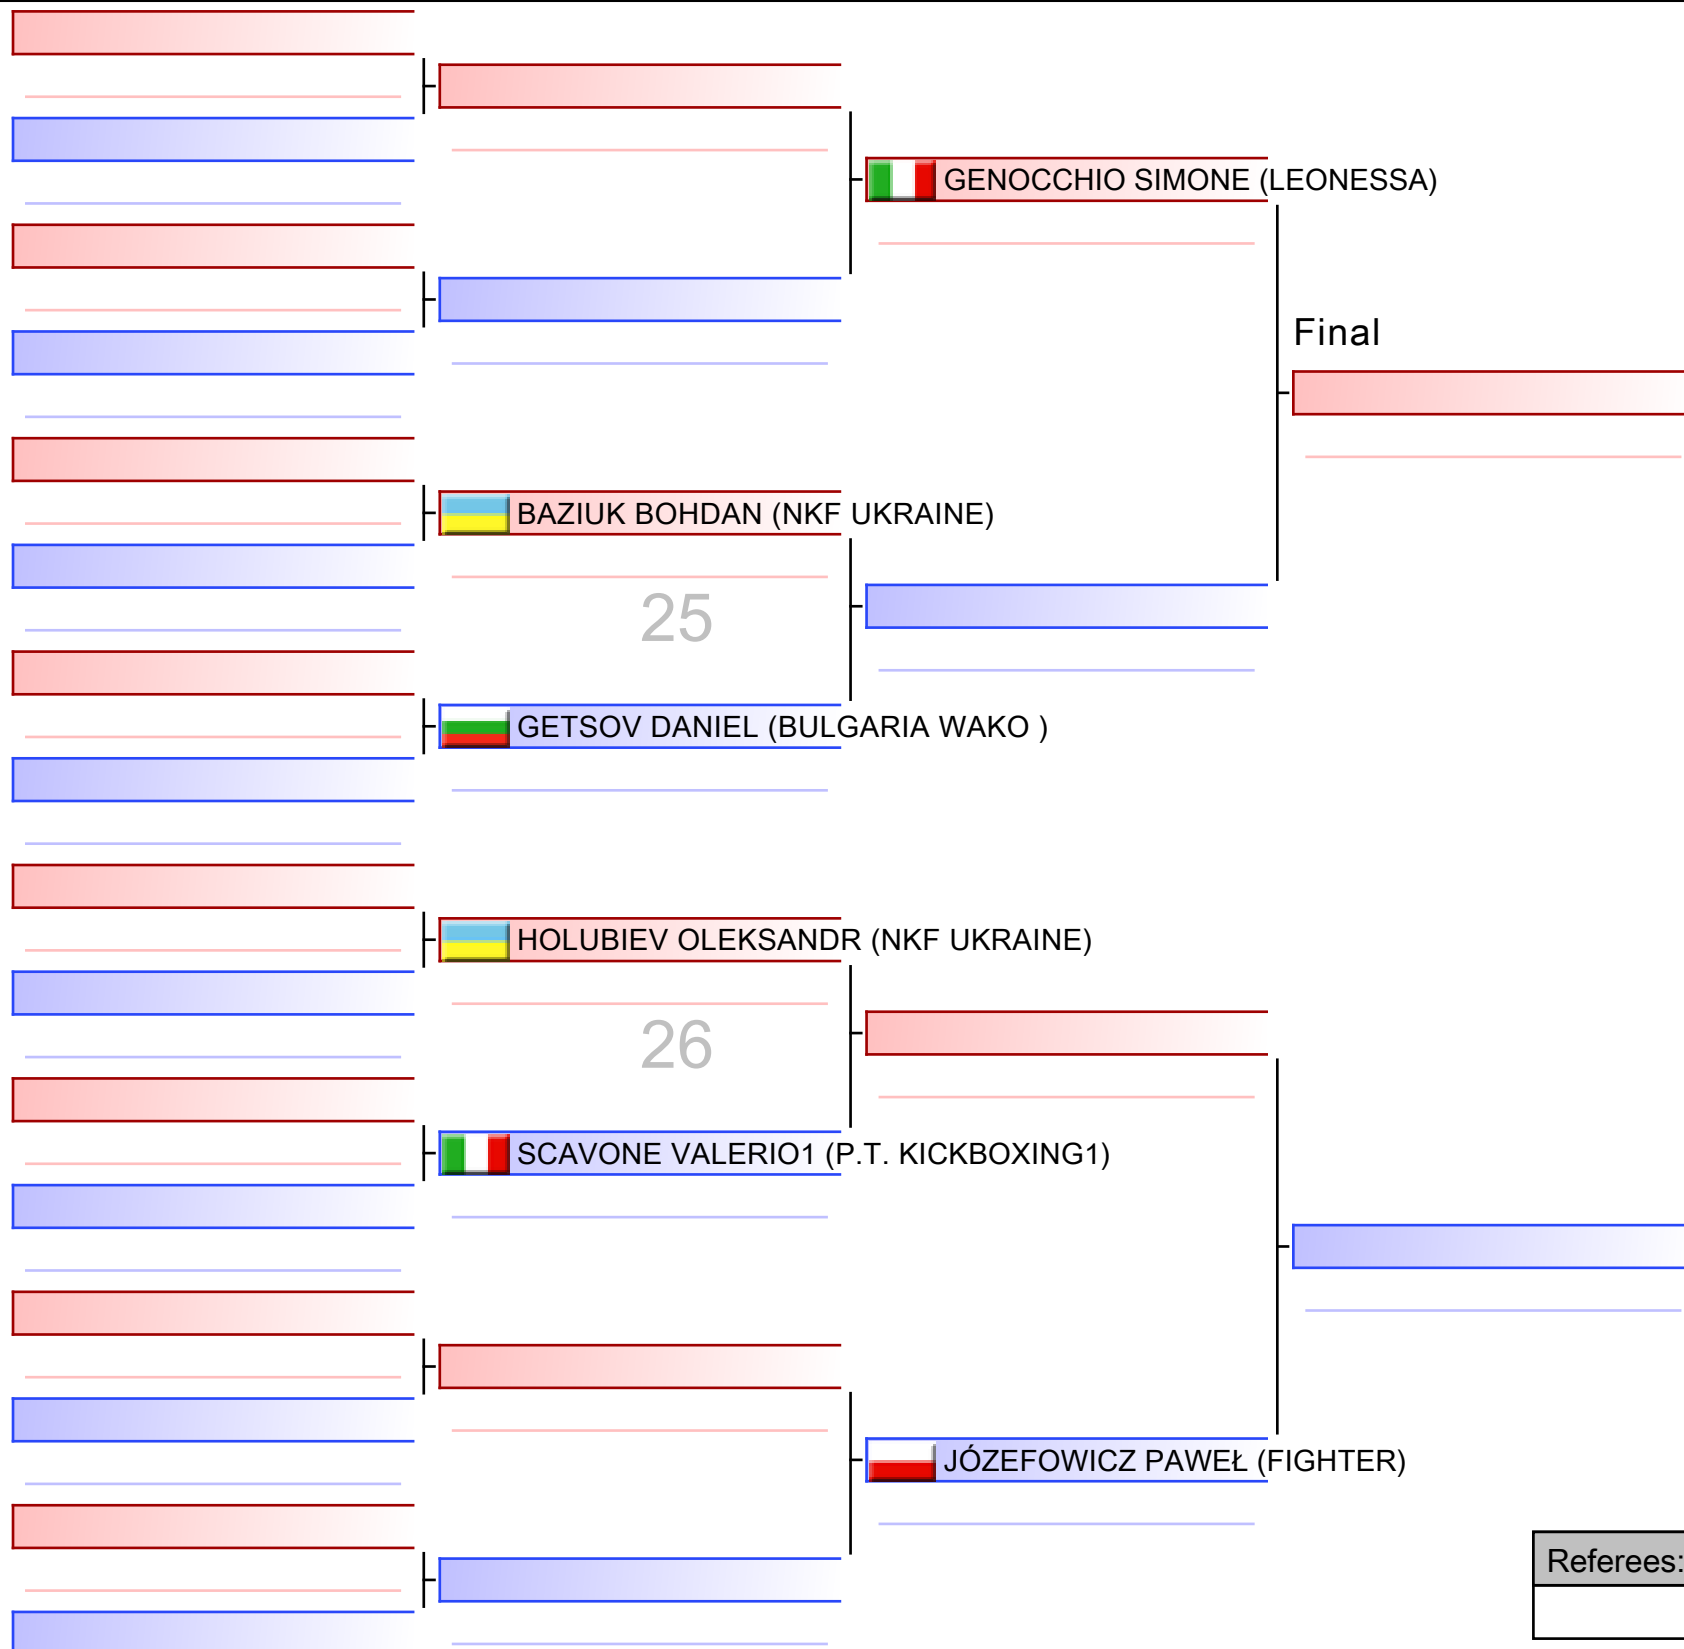 GENOCCHIO SIMONE (LEONESSA)
Final
BAZIUK BOHDAN (NKF UKRAINE)
25
GETSOV DANIEL (BULGARIA WAKO )
HOLUBIEV OLEKSANDR (NKF UKRAINE)
26
SCAVONE VALERIO1 (P.T. KICKBOXING1)
JÓZEFOWICZ PAWEŁ (FIGHTER)
Referees: